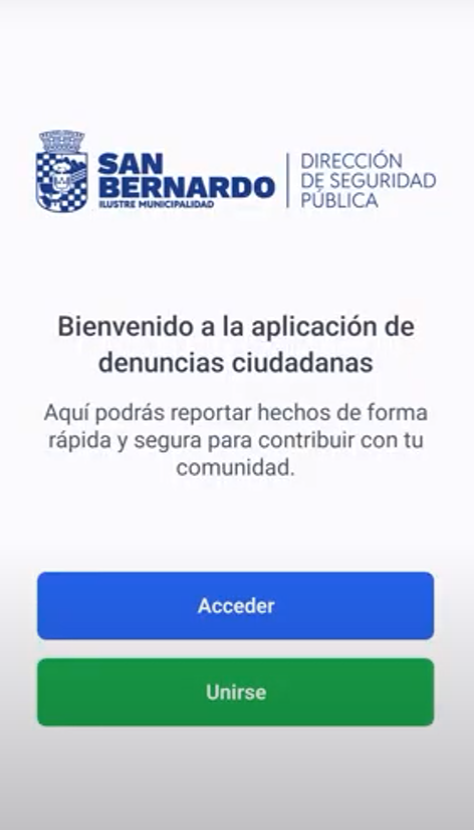 SAN
BERNARDO
ILUSTRE MUNICIPALIDAD
DIRECCIÓN
DE SEGURIDAD
PÚBLICA
Bienvenido a la aplicación de
denuncias ciudadanas
Aquí podrás reportar hechos de forma
rápida y segura para contribuir con tu
comunidad.
Acceder
Unirse